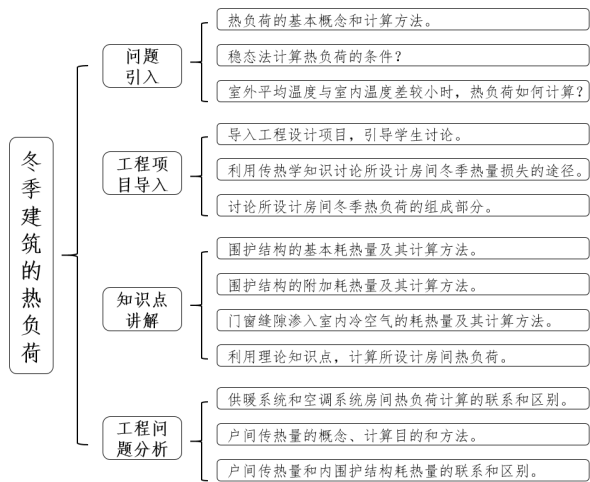 冬季建筑的热负荷
问题
引入
热负荷的基本概念和计算方法。
稳态法计算热负荷的条件？
室外平均温度与室内温度差较小时，热负荷如何计算？
工程项
目导入
导入工程设计项目，引导学生讨论。
利用传热学知识讨论所设计房间冬季热量损失的途径。
讨论所设计房间冬季热负荷的组成部分。
知识点
讲解
围护结构的基本耗热量及其计算方法。
围护结构的附加耗热量及其计算方法。
门窗缝隙渗入室内冷空气的耗热量及其计算方法。
利用理论知识点，计算所设计房间热负荷。
工程问
题分析
供暖系统和空调系统房间热负荷计算的联系和区别。
户间传热量的概念、计算目的和方法。
户间传热量和内围护结构耗热量的联系和区别。